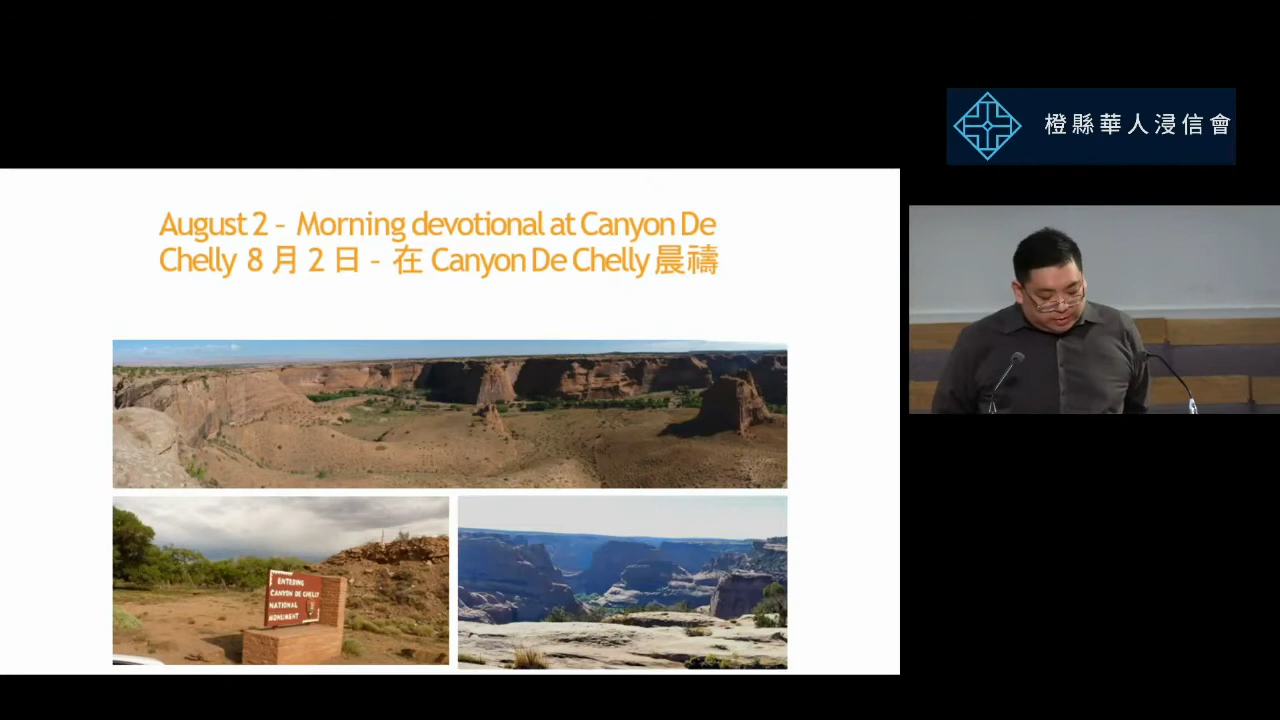 橙縣華人浸信會
August 2 – Morning devotional at Canyon De
Chelly 8 月 2 日 – 在 Canyon De Chelly 晨禱
ENTERING
CANYON DE CHELLY
NATIONAL
MONUMENT